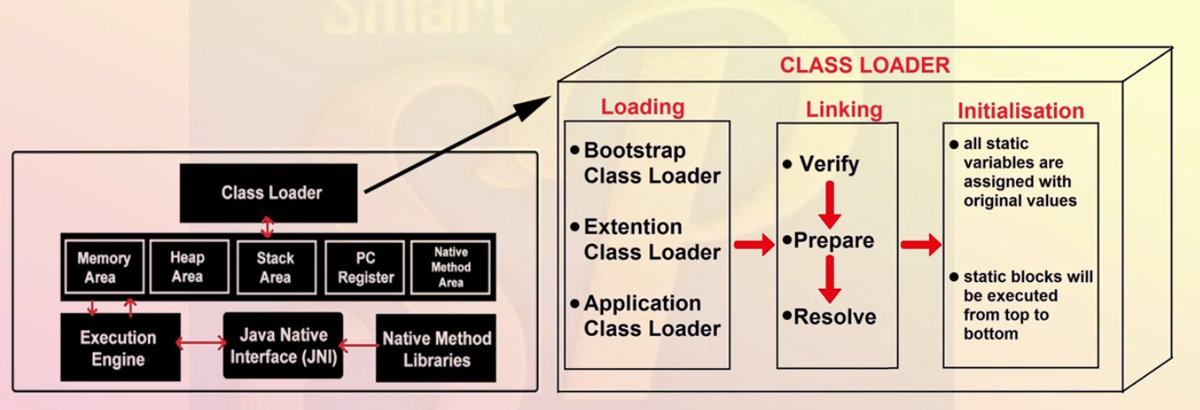 Smart
Class Loader
Memory
Area
Heap
Area
Stack
Area
PC
Register
Native
Method
Area
Execution
Engine
Java Native
Interface (JNI)
Native Method
Libraries
CLASS LOADER
Loading
• Bootstrap
Class Loader
• Extention
Class Loader
• Application
Class Loader
Linking
• Verify
• Prepare
• Resolve
Initialisation
• all static
variables are
assigned with
original values
• static blocks will
be executed
from top to
bottom